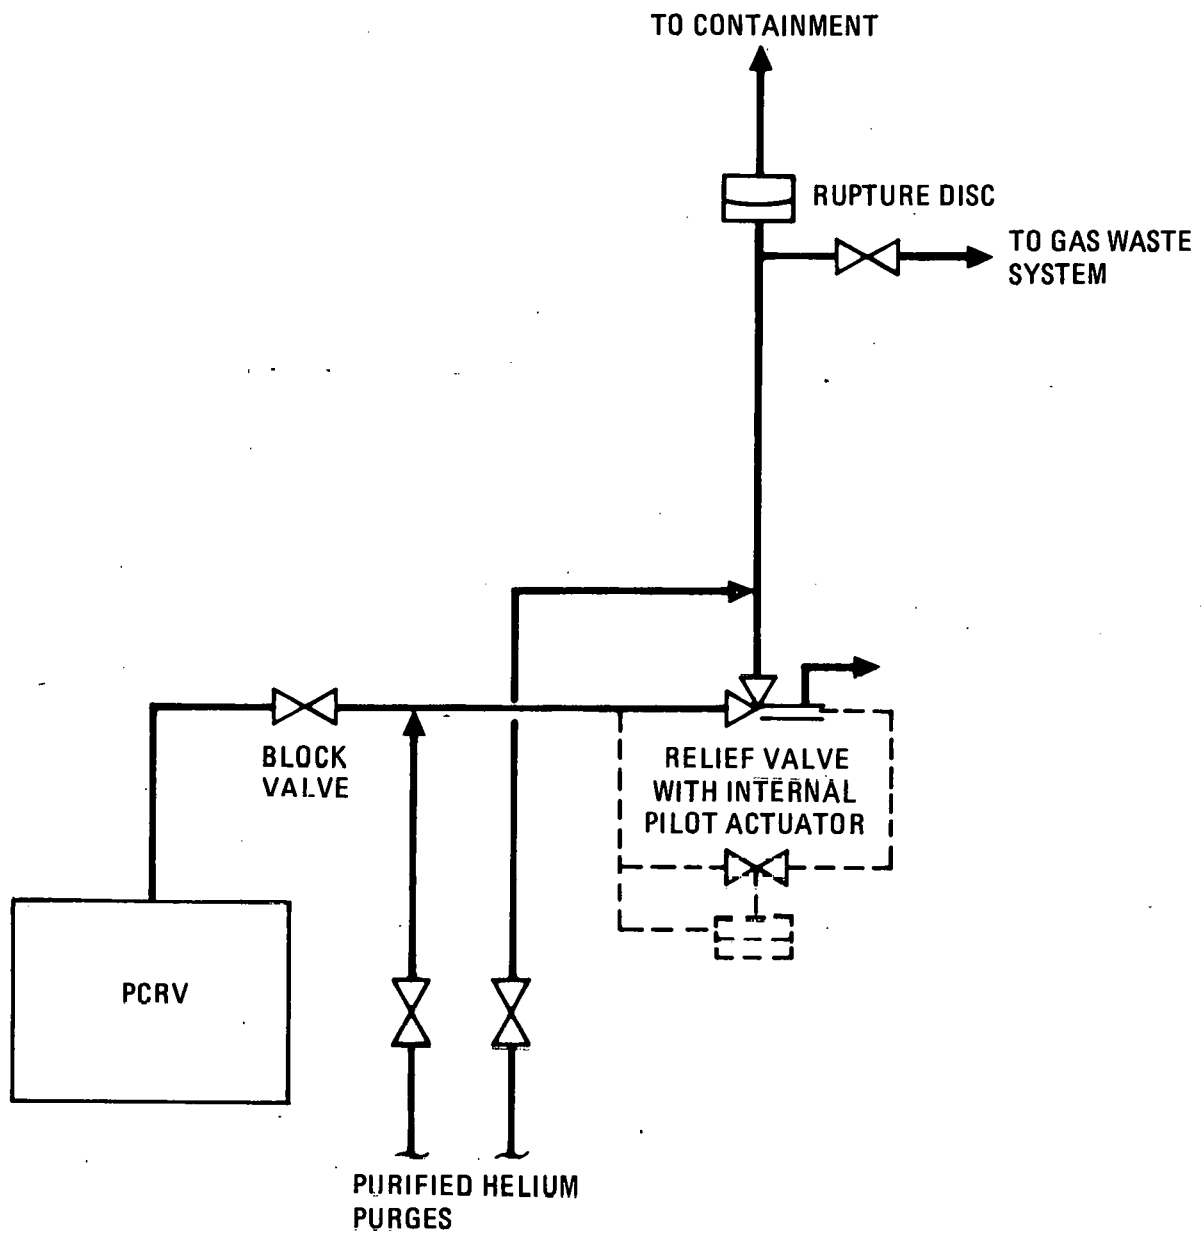 TO CONTAINMENT
RUPTURE DISC
TO GAS WASTE
SYSTEM
BLOCK
VALVE
RELIEF VALVE
WITH INTERNAL
PILOT ACTUATOR
PCRV
PURIFIED HELIUM
PURGES